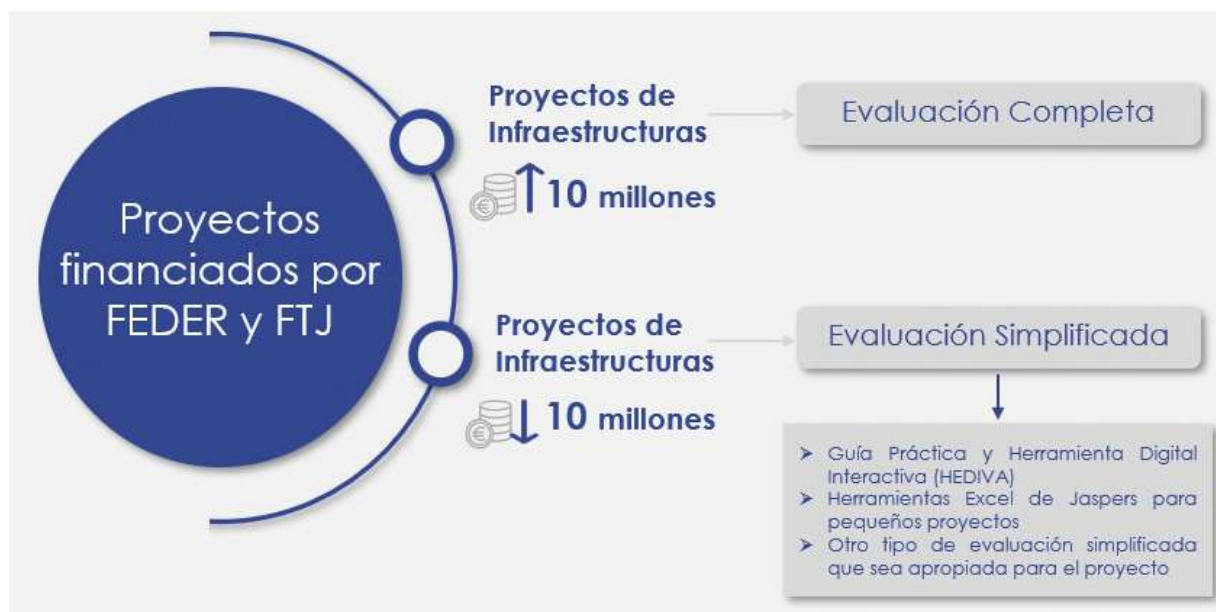 Proyectos
financiados por
FEDER y FTJ
Proyectos de
Infraestructuras
€
10 millones
Evaluación Completa
Proyectos de
Infraestructuras
€
10 millones
Evaluación Simplificada
➤ Guía Práctica y Herramienta Digital
Interactiva (HEDIVA)
➤ Herramientas Excel de Jaspers para
pequeños proyectos
➤ Otro tipo de evaluación simplificada
que sea apropiada para el proyecto